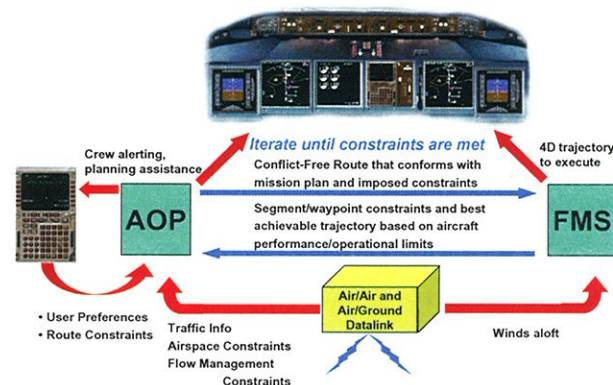 Iterate until constraints are met
Crew alerting,
planning assistance
4D trajectory
to execute
Conflict-Free Route that conforms with
mission plan and imposed constraints
AOP
FMS
Segment/waypoint constraints and best
achievable trajectory based on aircraft
performance/operational limits
Air/Air and
Air/Ground
Datalink
• User Preferences
• Route Constraints
Traffic Info
Airspace Constraints
Flow Management
Constraints
Winds aloft